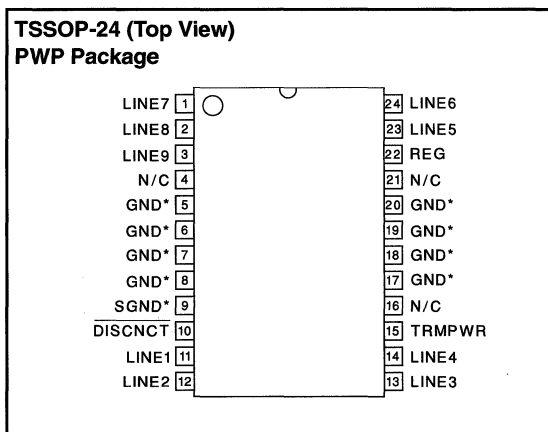 TSSOP-24 (Top View)
PWP Package
LINE7 1
LINE8 2
LINE9 3
N/C 4
GND* 5
GND* 6
GND* 7
GND* 8
SGND* 9
DISCNCT 10
LINE1 11
LINE2 12
24 LINE6
23 LINE5
22 REG
21 N/C
20 GND*
19 GND*
18 GND*
17 GND*
16 N/C
15 TRMPWR
14 LINE4
13 LINE3